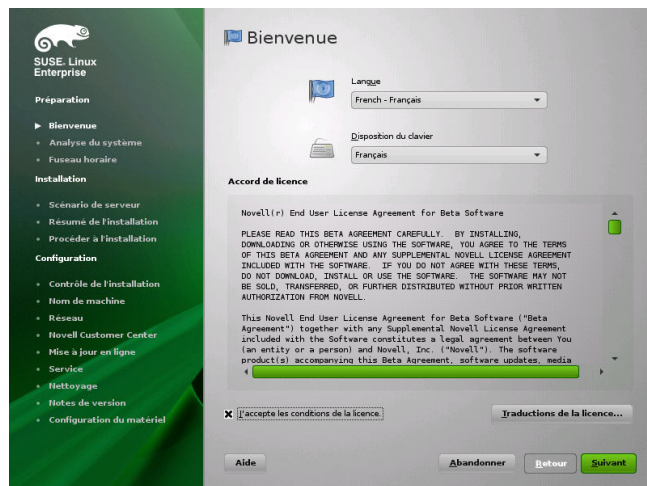 SUSE. Linux
Enterprise
Préparation
Bienvenue
Analyse du système
Fuseau horaire
Installation
Scénario de serveur
Résumé de l'installation
Procéder à l'installation
Configuration
Contrôle de l'installation
Nom de machine
Réseau
Novell Customer Center
Mise à jour en ligne
Service
Nettoyage
Notes de version
Configuration du matériel
Bienvenue
Langue
French - Français
Disposition du clavier
Français
Accord de licence
Novell(r) End User License Agreement for Beta Software
PLEASE READ THIS BETA AGREEMENT CAREFULLY.  BY INSTALLING,
DOWNLOADING OR OTHERWISE USING THE SOFTWARE, YOU AGREE TO THE TERMS
OF THIS BETA AGREEMENT AND ANY SUPPLEMENTAL NOVELL LICENSE AGREEMENT
INCLUDED WITH THE SOFTWARE.  IF YOU DO NOT AGREE WITH THESE TERMS,
DO NOT DOWNLOAD, INSTALL OR USE THE SOFTWARE.  THE SOFTWARE MAY NOT
BE SOLD, TRANSFERRED, OR FURTHER DISTRIBUTED WITHOUT PRIOR WRITTEN
AUTHORIZATION FROM NOVELL.
This Novell End User License Agreement for Beta Software ("Beta
Agreement") together with any Supplemental Novell License Agreement
included with the Software constitutes a legal agreement between You
(an entity or a person) and Novell, Inc. ("Novell"). The software
product(s) accompanying this Beta Agreement, software updates, media
J'accepte les conditions de la licence.
Traductions de la licence...
Aide
Abandonner
Retour
Suivant